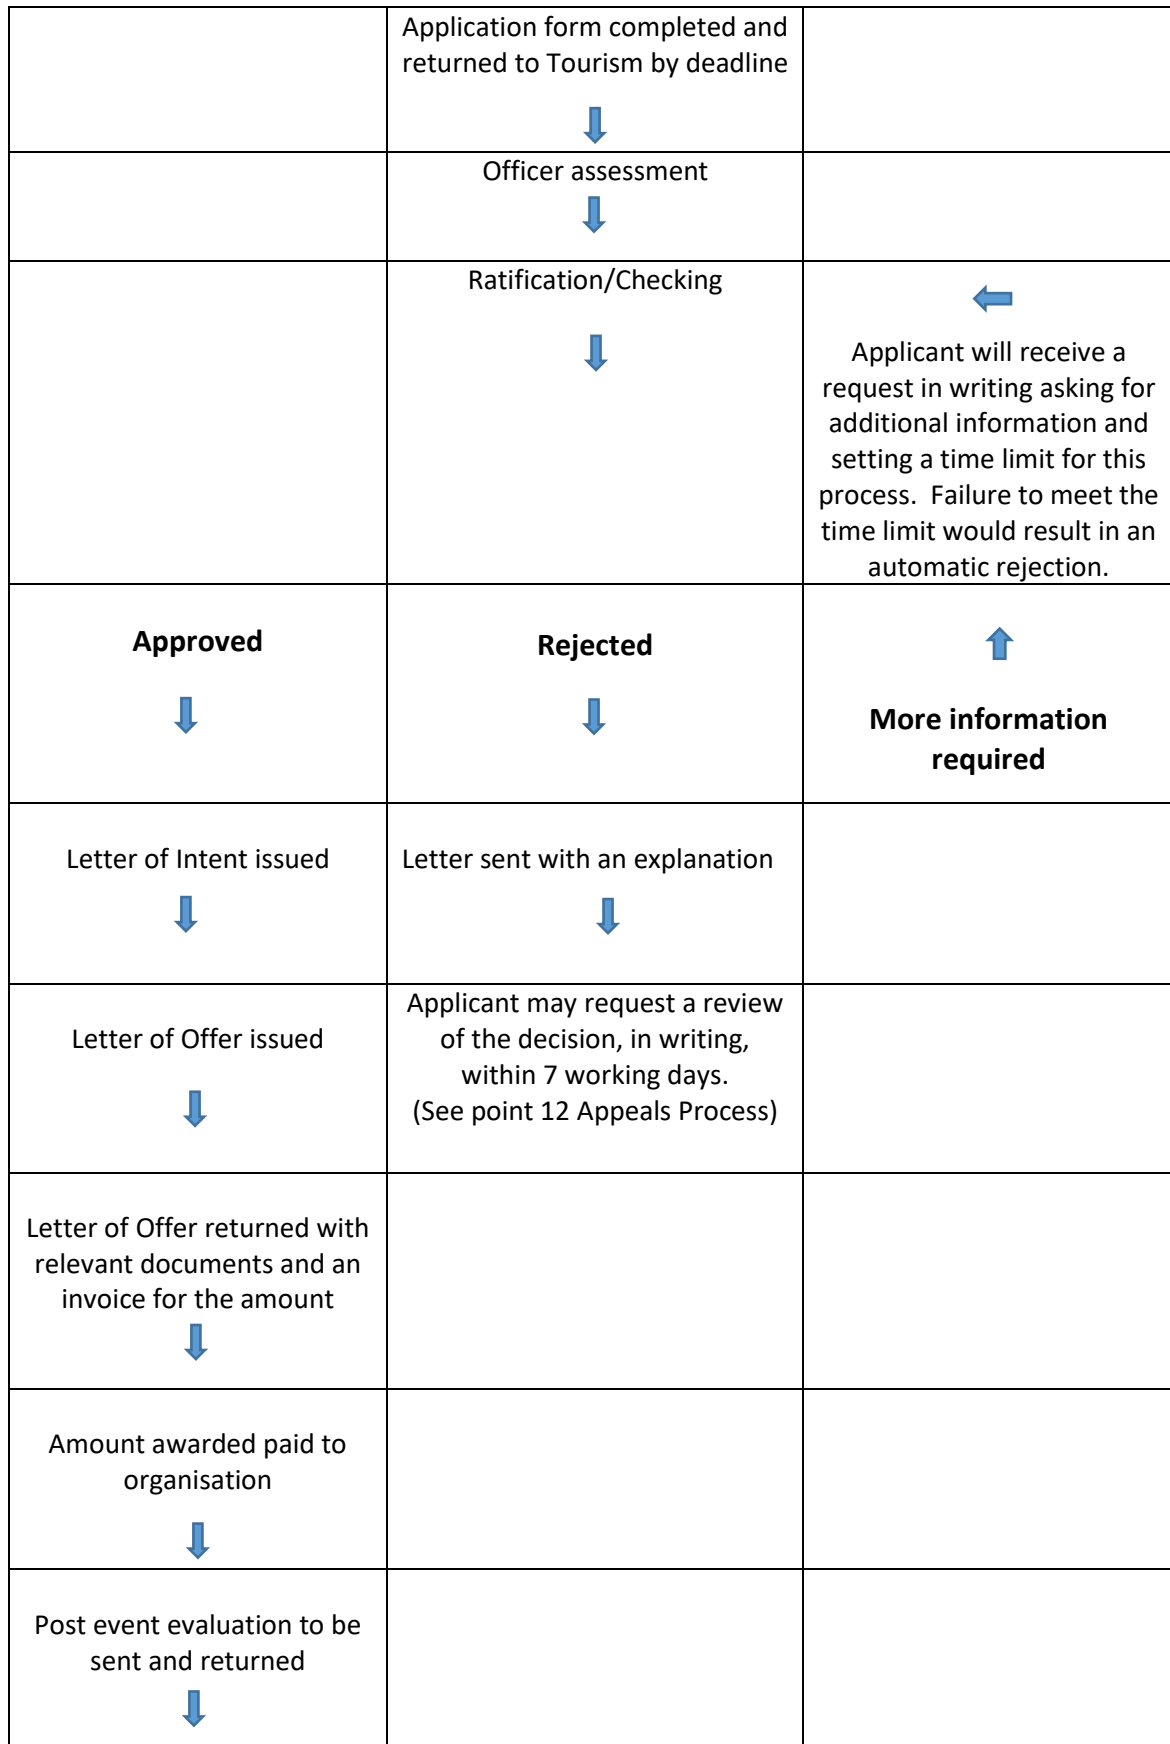 Application form completed and
returned to Tourism by deadline
Officer assessment
Ratification/Checking
Applicant will receive a
request in writing asking for
additional information and
setting a time limit for this
process.  Failure to meet the
time limit would result in an
automatic rejection.
Approved
Rejected
More information
required
Letter of Intent issued
Letter sent with an explanation
Letter of Offer issued
Applicant may request a review
of the decision, in writing,
within 7 working days.
(See point 12 Appeals Process)
Letter of Offer returned with
relevant documents and an
invoice for the amount
Amount awarded paid to
organisation
Post event evaluation to be
sent and returned